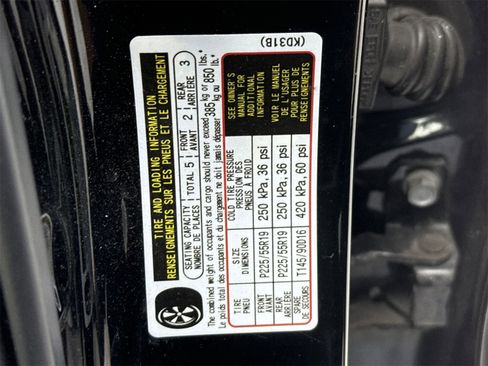 (KD31B)
TIRE AND LOADING INFORMATION
RENSEIGNEMENTS SUR LES PNEUS ET LE CHARGEMENT
SEATING CAPACITY TOTAL 5 FRONT 2 REAR 3
NOMBRE DE PLACES AVANT ARRIÈRE
The combined weight of occupants and cargo should never exceed 385 kg or 850 lbs.
Le poids total des occupants et du chargement ne doit jamais dépasser 385 kg ou 850 lb.
TIRE SIZE COLD TIRE PRESSURE
PNEU DIMENSIONS PRESSION DES PNEUS À FROID
FRONT AVANT P225/55R19 250 kPa, 36 psi
REAR ARRIÈRE P225/55R19 250 kPa, 36 psi
SPARE DE SECOURS T145/90D16 420 kPa, 60 psi
SEE OWNER'S
MANUAL FOR
ADDITIONAL
INFORMATION
VOIR LE MANUEL
DE L'USAGER
POUR PLUS DE
RENSEIGNEMENTS